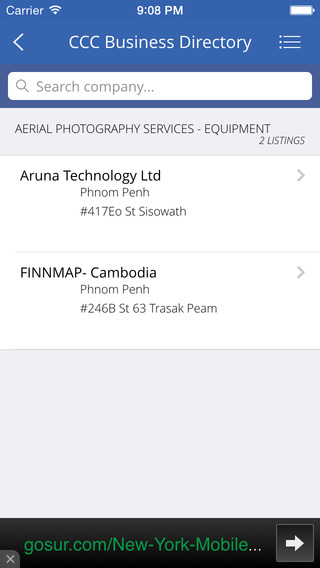 Carrier 9:08 PM
CCC Business Directory
Search company...
AERIAL PHOTOGRAPHY SERVICES - EQUIPMENT
2 LISTINGS
Aruna Technology Ltd
Phnom Penh
#417Eo St Sisowath
FINNMAP- Cambodia
Phnom Penh
#246B St 63 Trasak Peam
gosur.com/New-York-Mobile...